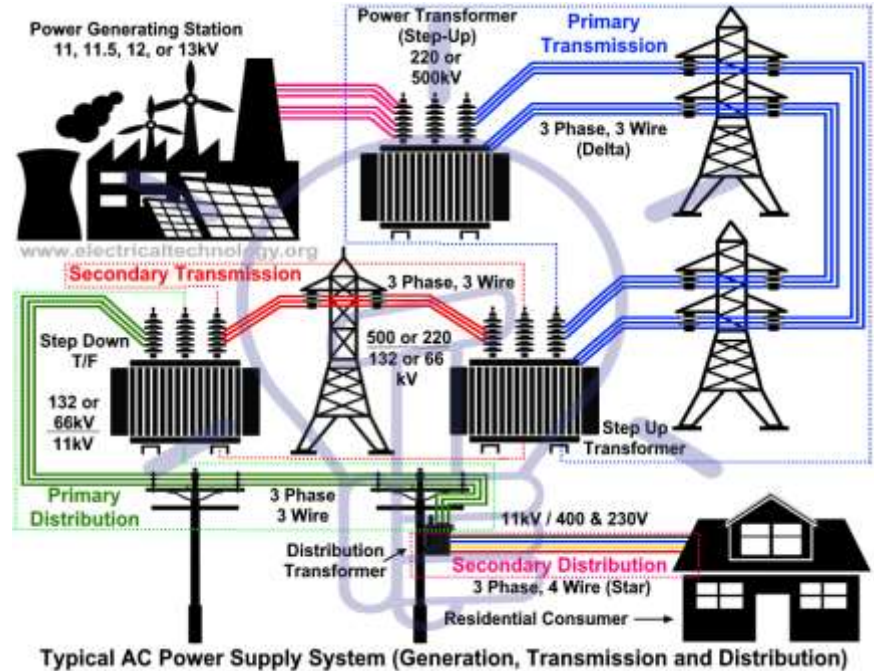 Power Generating Station
11, 11.5, 12, or 13kV
Power Transformer
(Step-Up)
220 or
500kV
Primary
Transmission
3 Phase, 3 Wire
(Delta)
www.electricaltechnology.org
Secondary Transmission
3 Phase, 3 Wire
Step Down
T/F
132 or
66kV
11kV
500 or 220
132 or 66
kV
Step Up
Transformer
Primary
Distribution
3 Phase
3 Wire
11kV / 400 & 230V
Distribution
Transformer
Secondary Distribution
3 Phase, 4 Wire (Star)
Residential Consumer
Typical AC Power Supply System (Generation, Transmission and Distribution)